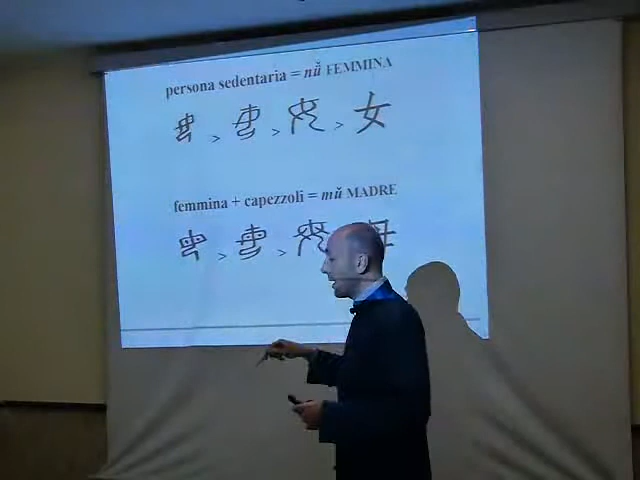 persona sedentaria = nǚ FEMMINA
> > > 女
femmina + capezzoli = mǔ MADRE
> >